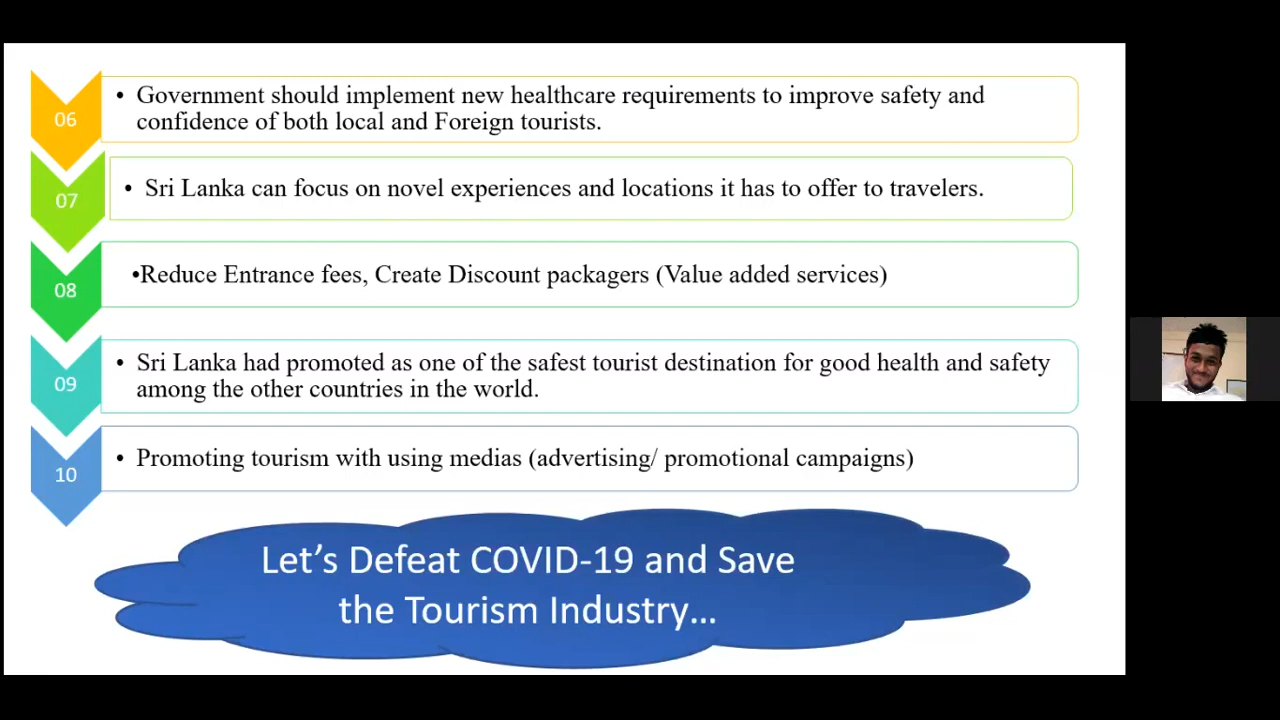 06
• Government should implement new healthcare requirements to improve safety and
confidence of both local and Foreign tourists.
07
• Sri Lanka can focus on novel experiences and locations it has to offer to travelers.
08
•Reduce Entrance fees, Create Discount packagers (Value added services)
09
• Sri Lanka had promoted as one of the safest tourist destination for good health and safety
among the other countries in the world.
10
• Promoting tourism with using medias (advertising/ promotional campaigns)
Let’s Defeat COVID-19 and Save
the Tourism Industry…